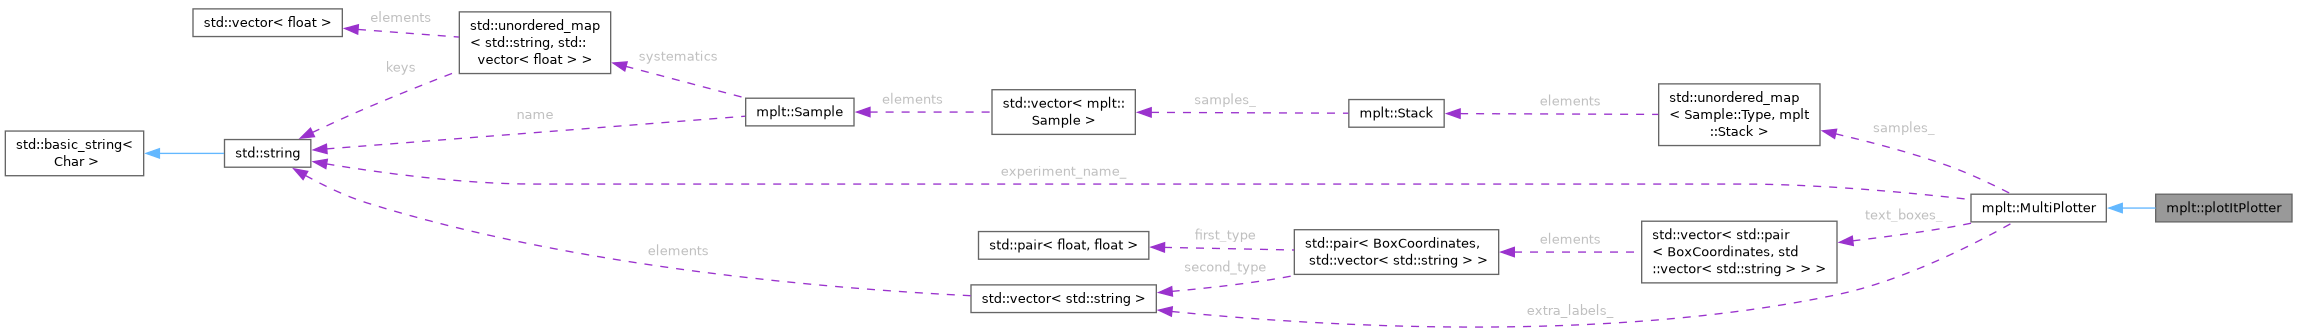 std::vector< float >
elements
std::unordered_map
< std::string, std::
vector< float > >
systematics
keys
mplt::Sample
name
elements
std::vector< mplt::
Sample >
samples_
mplt::Stack
elements
std::unordered_map
< Sample::Type, mplt
::Stack >
samples_
std::basic_string<
Char >
std::string
experiment_name_
mplt::MultiPlotter
mplt::plotItPlotter
text_boxes_
elements
std::pair< float, float >
first_type
second_type
std::pair< BoxCoordinates,
std::vector< std::string > >
elements
std::vector< std::pair
< BoxCoordinates, std
::vector< std::string > > >
std::vector< std::string >
extra_labels_